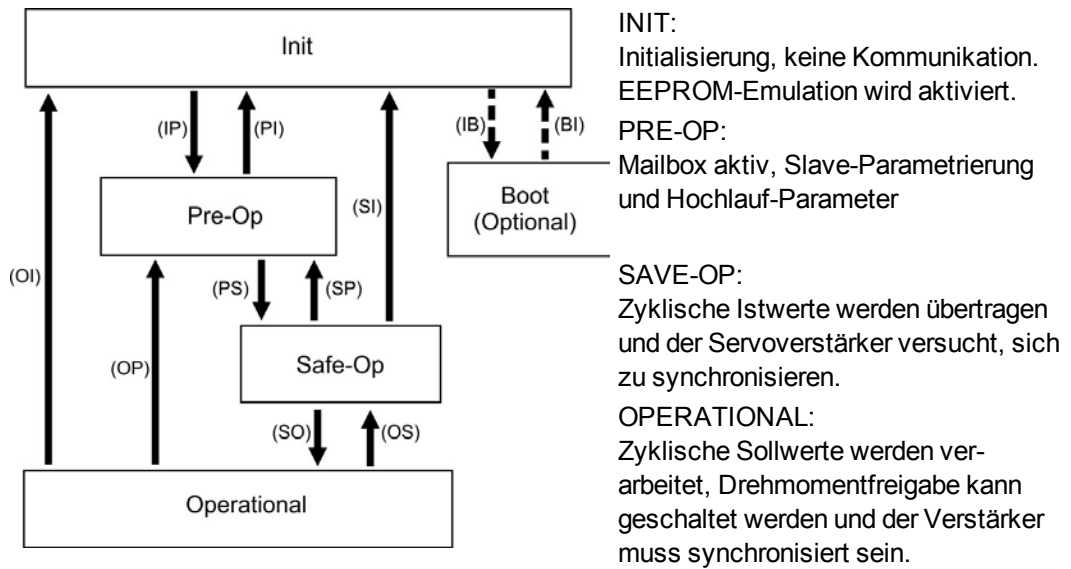 Init
(IP)
(PI)
(IB)
(BI)
Pre-Op
(SI)
Boot
(Optional)
(OI)
(PS)
(SP)
(OP)
Safe-Op
(SO)
(OS)
Operational
INIT:
Initialisierung, keine Kommunikation.
EEPROM-Emulation wird aktiviert.
PRE-OP:
Mailbox aktiv, Slave-Parametrierung
und Hochlauf-Parameter
SAVE-OP:
Zyklische Istwerte werden übertragen
und der Servoverstärker versucht, sich
zu synchronisieren.
OPERATIONAL:
Zyklische Sollwerte werden ver-
arbeitet, Drehmomentfreigabe kann
geschaltet werden und der Verstärker
muss synchronisiert sein.